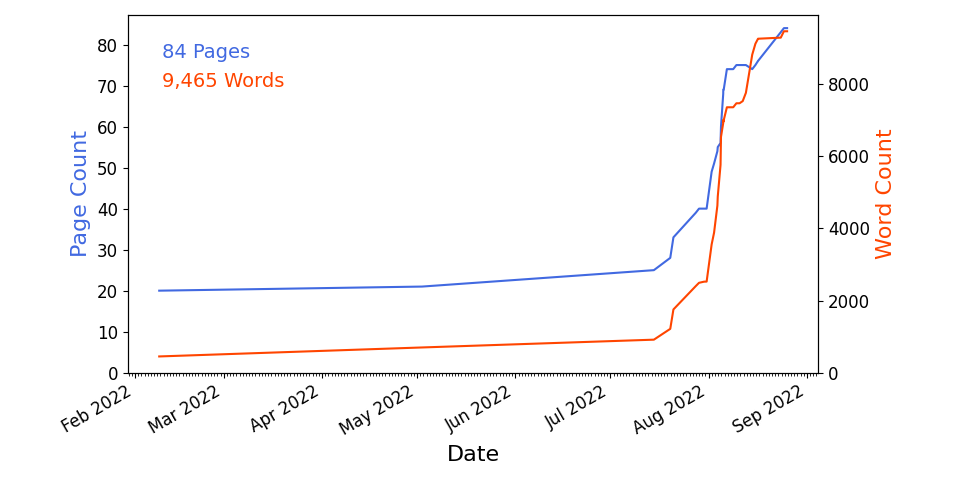 84 Pages
9,465 Words
Page Count
80
70
60
50
40
30
20
10
0
8000
6000
4000
2000
0
Word Count
Feb 2022
Mar 2022
Apr 2022
May 2022
Jun 2022
Jul 2022
Aug 2022
Sep 2022
Date